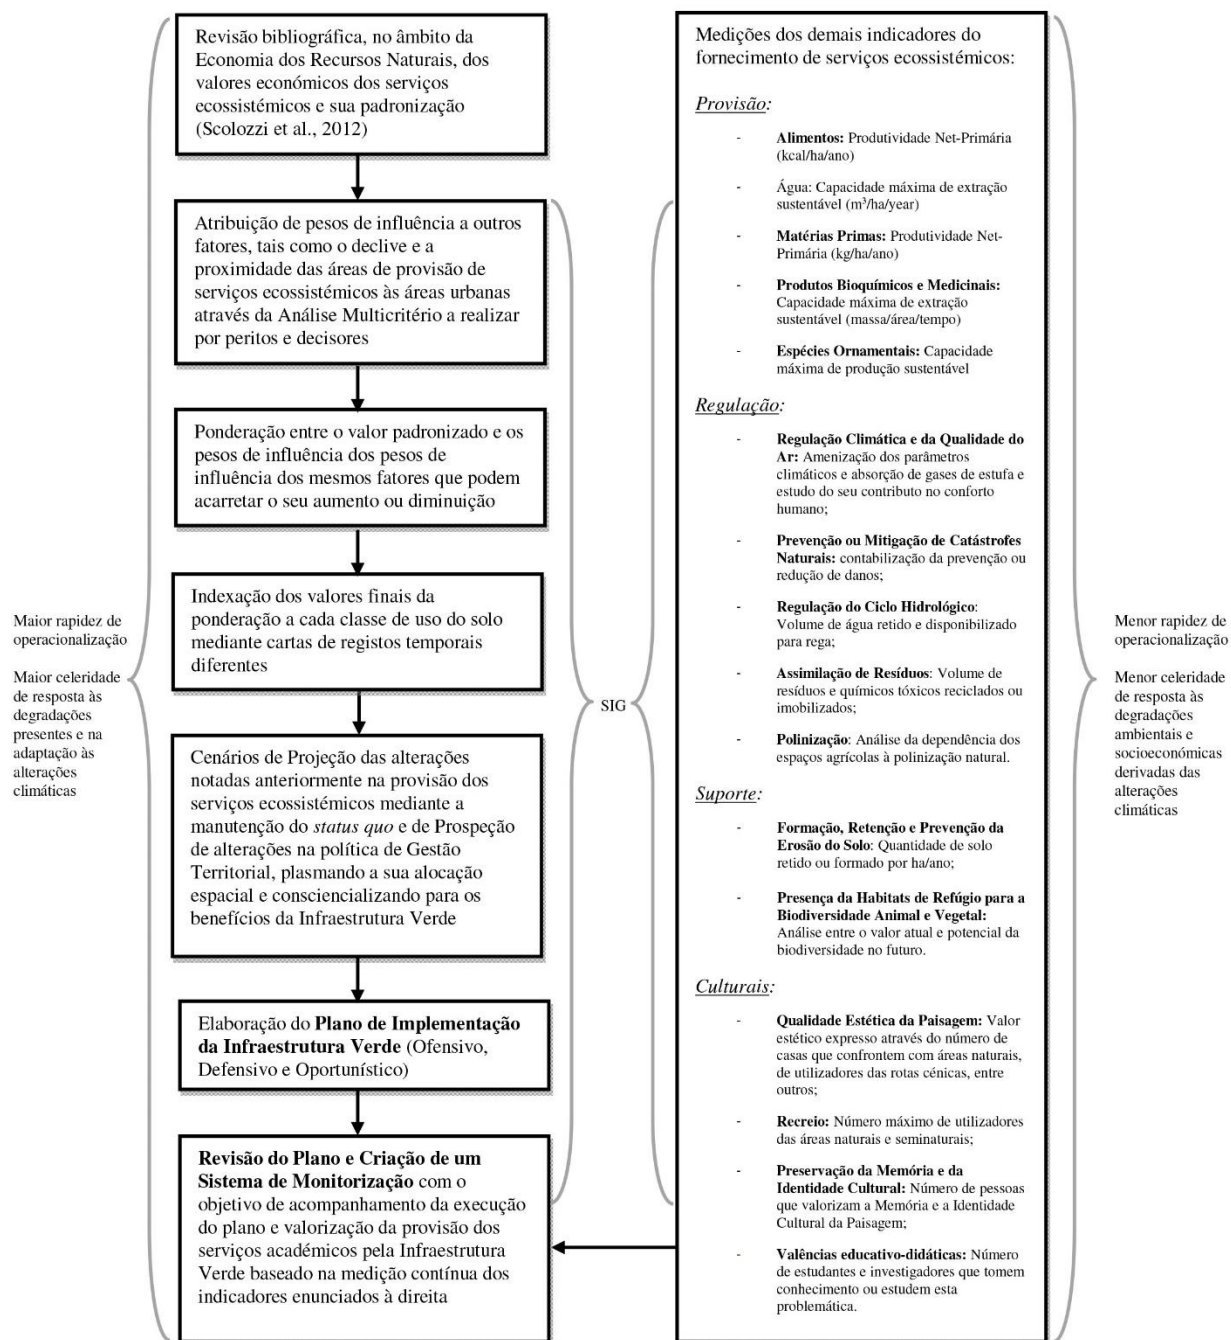 Revisão bibliográfica, no âmbito da
Economia dos Recursos Naturais, dos
valores económicos dos serviços
ecossistémicos e sua padronização
(Scolozzi et al., 2012)
Atribuição de pesos de influência a outros
fatores, tais como o declive e a
proximidade das áreas de provisão de
serviços ecossistémicos às áreas urbanas
através da Análise Multicritério a realizar
por peritos e decisores
Ponderação entre o valor padronizado e os
pesos de influência dos pesos de
influência dos mesmos fatores que podem
acarretar o seu aumento ou diminuição
Indexação dos valores finais da
ponderação a cada classe de uso do solo
mediante cartas de registos temporais
diferentes
Cenários de Projeção das alterações
notadas anteriormente na provisão dos
serviços ecossistémicos mediante a
manutenção do status quo e de Prospeção
de alterações na política de Gestão
Territorial, plasmando a sua alocação
espacial e consciencializando para os
benefícios da Infraestrutura Verde
Elaboração do Plano de Implementação
da Infraestrutura Verde (Ofensivo,
Defensivo e Oportunístico)
Revisão do Plano e Criação de um
Sistema de Monitorização com o
objetivo de acompanhamento da execução
do plano e valorização da provisão dos
serviços académicos pela Infraestrutura
Verde baseado na medição contínua dos
indicadores enunciados à direita
Maior rapidez de
operacionalização
Maior celeridade
de resposta às
degradações
presentes e na
adaptação às
alterações
climáticas
SIG
Medições dos demais indicadores do
fornecimento de serviços ecossistémicos:
Provisão:
- Alimentos: Produtividade Net-Primária
(kcal/ha/ano)
- Água: Capacidade máxima de extração
sustentável (m³/ha/year)
- Matérias Primas: Produtividade Net-
Primária (kg/ha/ano)
- Produtos Bioquímicos e Medicinais:
Capacidade máxima de extração
sustentável (massa/área/tempo)
- Espécies Ornamentais: Capacidade
máxima de produção sustentável
Regulação:
- Regulação Climática e da Qualidade do
Ar: Amenização dos parâmetros
climáticos e absorção de gases de estufa e
estudo do seu contributo no conforto
humano;
- Prevenção ou Mitigação de Catástrofes
Naturais: contabilização da prevenção ou
redução de danos;
- Regulação do Ciclo Hidrológico:
Volume de água retido e disponibilizado
para rega;
- Assimilação de Resíduos: Volume de
resíduos e químicos tóxicos reciclados ou
imobilizados;
- Polinização: Análise da dependência dos
espaços agrícolas à polinização natural.
Suporte:
- Formação, Retenção e Prevenção da
Erosão do Solo: Quantidade de solo
retido ou formado por ha/ano;
- Presença da Habitats de Refúgio para a
Biodiversidade Animal e Vegetal:
Análise entre o valor atual e potencial da
biodiversidade no futuro.
Culturais:
- Qualidade Estética da Paisagem: Valor
estético expresso através do número de
casas que confrontem com áreas naturais,
de utilizadores das rotas cénicas, entre
outros;
- Recreio: Número máximo de utilizadores
das áreas naturais e seminaturais;
- Preservação da Memória e da
Identidade Cultural: Número de pessoas
que valorizam a Memória e a Identidade
Cultural da Paisagem;
- Valências educativo-didáticas: Número
de estudantes e investigadores que tomem
conhecimento ou estudem esta
problemática.
Menor rapidez de
operacionalização
Menor celeridade
de resposta às
degradações
ambientais e
socioeconómicas
derivadas das
alterações
climáticas